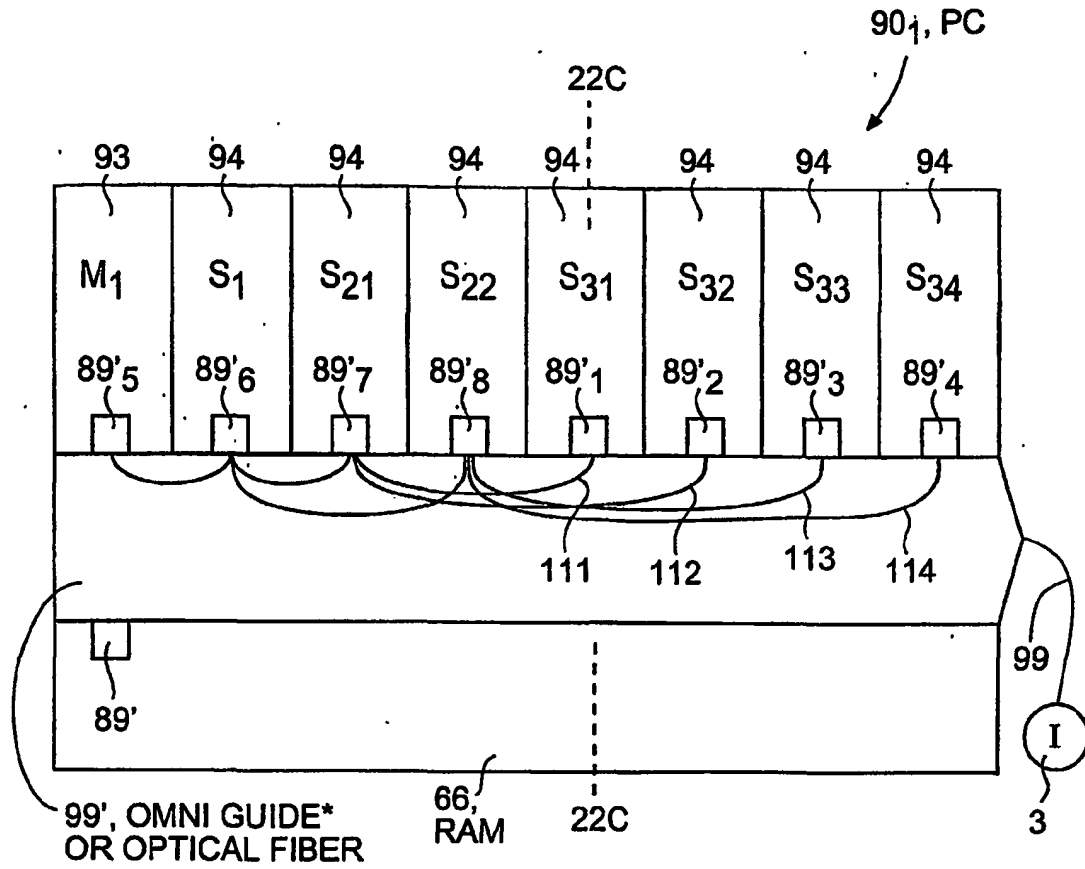 90₁, PC
22C
93 94 94 94 94 94 94 94
M₁ S₁ S₂₁ S₂₂ S₃₁ S₃₂ S₃₃ S₃₄
89'₅ 89'₆ 89'₇ 89'₈ 89'₁ 89'₂ 89'₃ 89'₄
111 112 113 114
99
89'
I
3
99', OMNI GUIDE*
OR OPTICAL FIBER
66,
RAM
22C